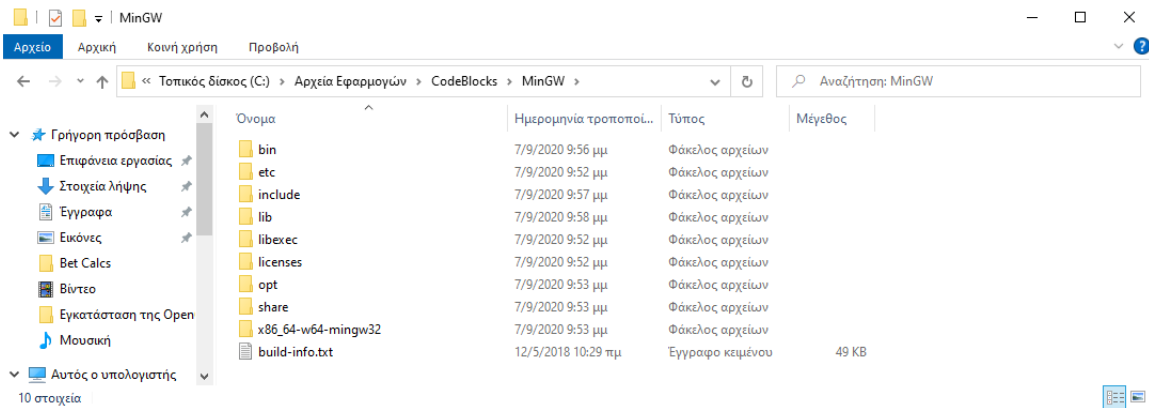 MinGW
Αρχείο Αρχική Κοινή χρήση Προβολή
« Τοπικός δίσκος (C:) › Αρχεία Εφαρμογών › CodeBlocks › MinGW ›
Αναζήτηση: MinGW
Γρήγορη πρόσβαση
Επιφάνεια εργασίας
Στοιχεία λήψης
Έγγραφα
Εικόνες
Bet Calcs
Βίντεο
Εγκατάσταση της Open
Μουσική
Αυτός ο υπολογιστής
Όνομα Ημερομηνία τροποποί... Τύπος Μέγεθος
bin 7/9/2020 9:56 μμ Φάκελος αρχείων
etc 7/9/2020 9:52 μμ Φάκελος αρχείων
include 7/9/2020 9:57 μμ Φάκελος αρχείων
lib 7/9/2020 9:58 μμ Φάκελος αρχείων
libexec 7/9/2020 9:52 μμ Φάκελος αρχείων
licenses 7/9/2020 9:52 μμ Φάκελος αρχείων
opt 7/9/2020 9:53 μμ Φάκελος αρχείων
share 7/9/2020 9:53 μμ Φάκελος αρχείων
x86_64-w64-mingw32 7/9/2020 9:53 μμ Φάκελος αρχείων
build-info.txt 12/5/2018 10:29 πμ Έγγραφο κειμένου 49 KB
10 στοιχεία